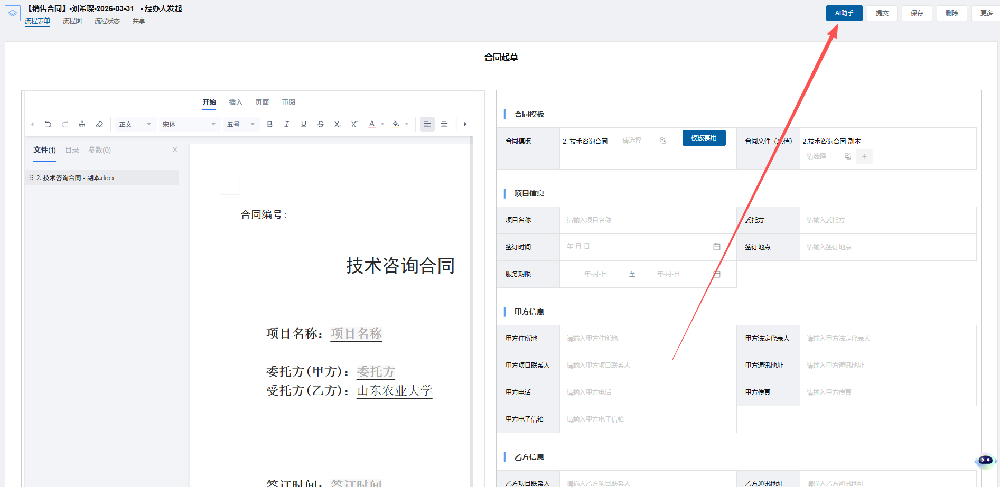 【销售合同】-刘希琛-2026-03-31 - 经办人发起
流程表单 流程图 流程状态 共享
AI助手 提交 保存 删除 更多
合同起草
开始 插入 页面 审阅
正文 宋体 五号 B I U S X₂ X² A
文件(1) 目录 参数(0) X
2. 技术咨询合同 - 副本.docx
合同编号：
技术咨询合同
项目名称：项目名称
委托方(甲方)：委托方
受托方(乙方)：山东农业大学
签订时间：签订时间
合同模板
合同模板 2. 技术咨询合同 请选择 模板套用 合同文件（文档） 2.技术咨询合同-副本
请选择 +
项目信息
项目名称 请输入项目名称 委托方 请输入委托方
签订时间 年-月-日 签订地点 请输入签订地点
服务期限 年-月-日 至 年-月-日
甲方信息
甲方住所地 请输入甲方住所地 甲方法定代表人 请输入甲方法定代表人
甲方项目联系人 请输入甲方项目联系人 甲方通讯地址 请输入甲方通讯地址
甲方电话 请输入甲方电话 甲方传真 请输入甲方传真
甲方电子信箱 请输入甲方电子信箱
乙方信息
乙方项目联系人 请输入乙方项目联系人 乙方通讯地址 请输入乙方通讯地址